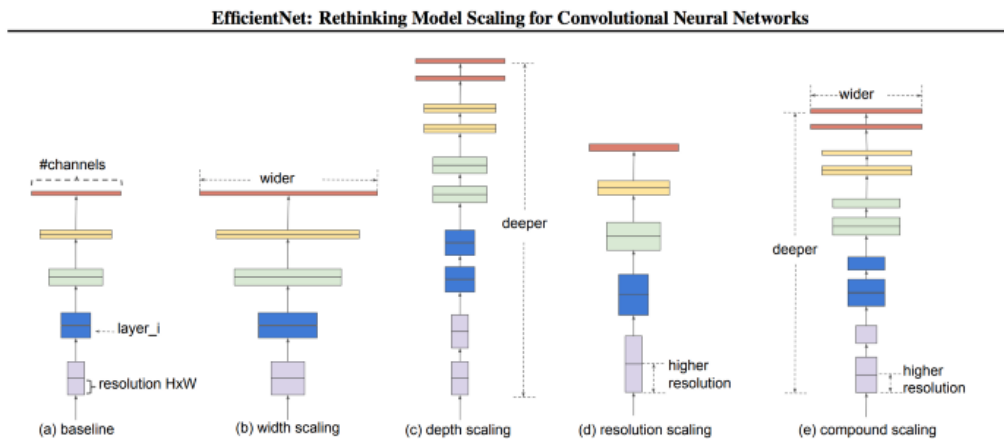 EfficientNet: Rethinking Model Scaling for Convolutional Neural Networks
#channels
layer_i
resolution HxW
(a) baseline
wider
(b) width scaling
deeper
(c) depth scaling
higher
resolution
(d) resolution scaling
wider
deeper
higher
resolution
(e) compound scaling